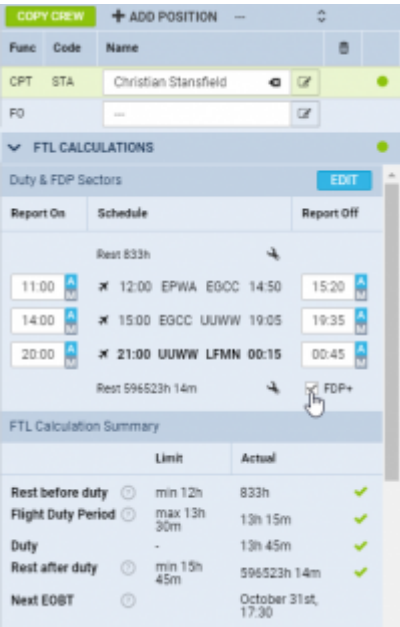 COPY CREW + ADD POSITION --
Func Code Name
CPT STA Christian Stansfield
FO --
FTL CALCULATIONS
Duty & FDP Sectors EDIT
Report On Schedule Report Off
Rest 833h
11:00 A M 12:00 EPWA EGCC 14:50 15:20 A M
14:00 A M 15:00 EGCC UUWW 19:05 19:35 A M
20:00 A M 21:00 UUWW LFMN 00:15 00:45 A M
Rest 596523h 14m FDP+
FTL Calculation Summary
Limit Actual
Rest before duty ? min 12h 833h
Flight Duty Period ? max 13h 30m 13h 15m
Duty - 13h 45m
Rest after duty ? min 15h 45m 596523h 14m
Next EOBT ? October 31st, 17:30